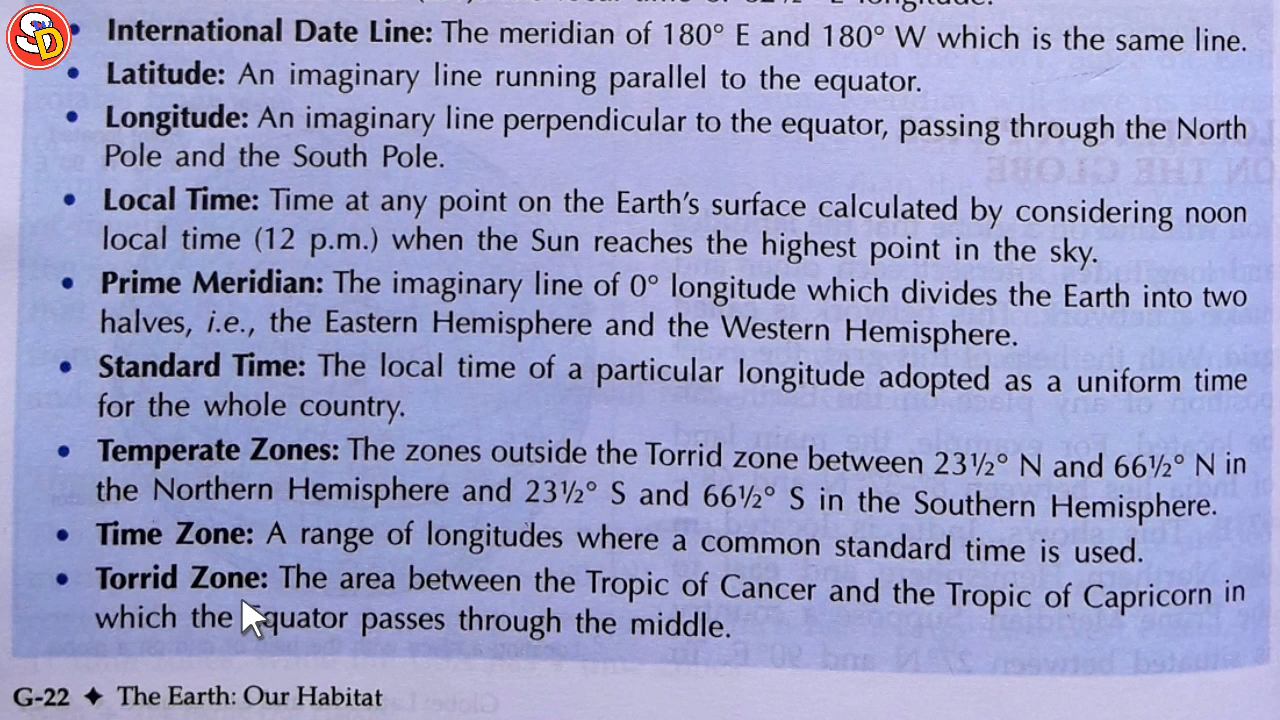 SD
International Date Line: The meridian of 180° E and 180° W which is the same line.
• Latitude: An imaginary line running parallel to the equator.
• Longitude: An imaginary line perpendicular to the equator, passing through the North
Pole and the South Pole.
• Local Time: Time at any point on the Earth's surface calculated by considering noon
local time (12 p.m.) when the Sun reaches the highest point in the sky.
• Prime Meridian: The imaginary line of 0° longitude which divides the Earth into two
halves, i.e., the Eastern Hemisphere and the Western Hemisphere.
• Standard Time: The local time of a particular longitude adopted as a uniform time
for the whole country.
• Temperate Zones: The zones outside the Torrid zone between 23½° N and 66½° N in
the Northern Hemisphere and 23½° S and 66½° S in the Southern Hemisphere.
• Time Zone: A range of longitudes where a common standard time is used.
• Torrid Zone: The area between the Tropic of Cancer and the Tropic of Capricorn in
which the Equator passes through the middle.
G-22 ✦ The Earth: Our Habitat